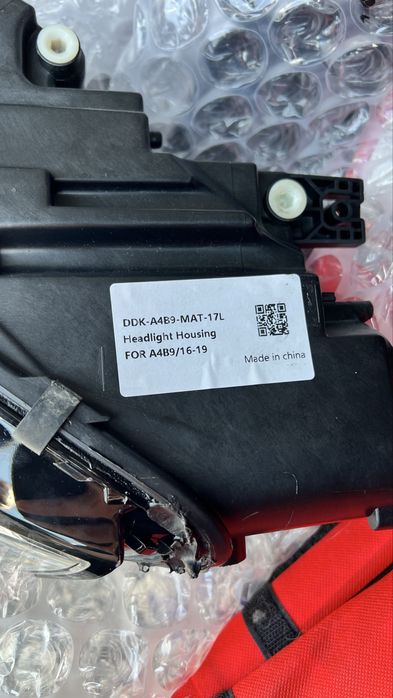 DDK-A4B9-MAT-17L
Headlight Housing
FOR A4B9/16-19
Made in china